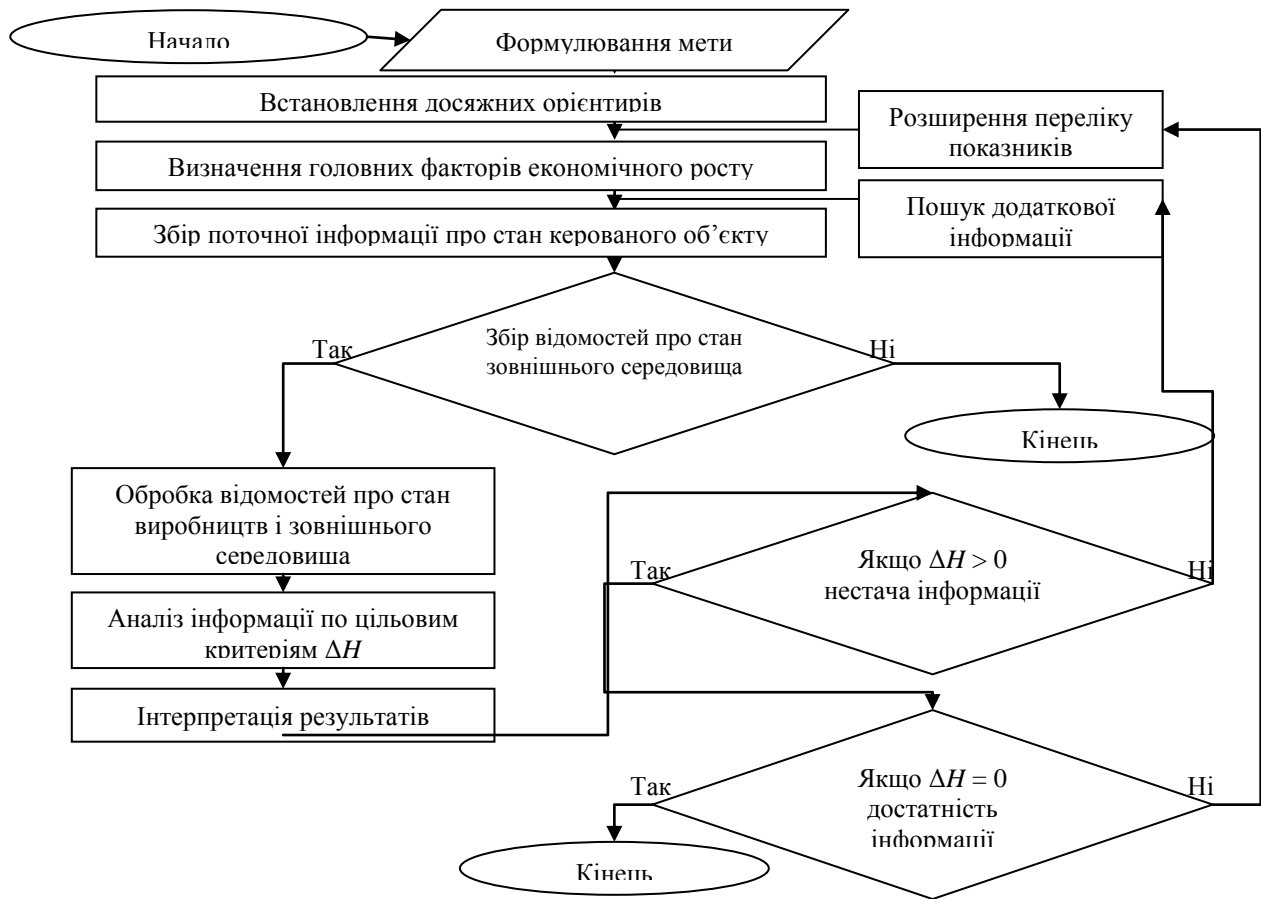 Начало
Формулювання мети
Встановлення досяжних орієнтирів
Розширення переліку
показників
Визначення головних факторів економічного росту
Пошук додаткової
інформації
Збір поточної інформації про стан керованого об’єкту
Збір відомостей про стан
зовнішнього середовища
Так
Ні
Кінець
Обробка відомостей про стан
виробництв і зовнішнього
середовища
Якщо ΔH > 0
нестача інформації
Так
Ні
Аналіз інформації по цільовим
критеріям ΔH
Інтерпретація результатів
Якщо ΔH = 0
достатність
інформації
Так
Ні
Кінець